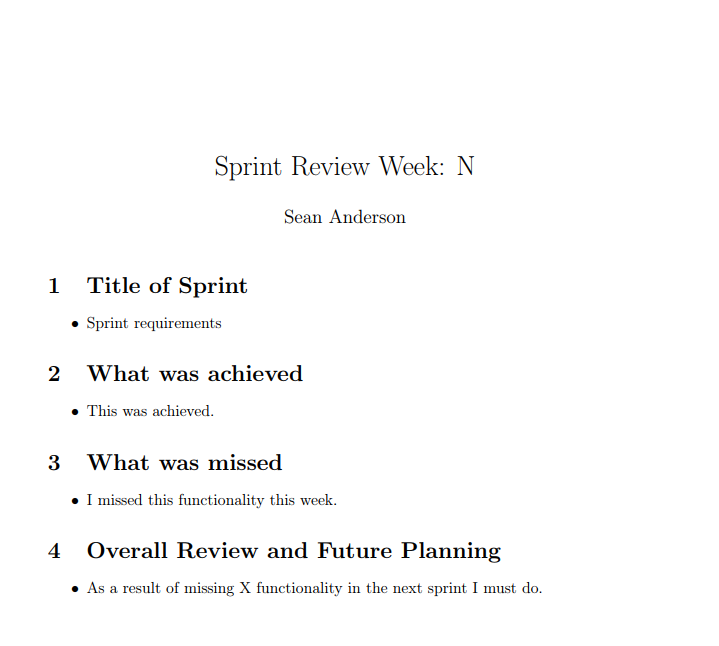 Sprint Review Week: N
Sean Anderson
1 Title of Sprint
• Sprint requirements
2 What was achieved
• This was achieved.
3 What was missed
• I missed this functionality this week.
4 Overall Review and Future Planning
• As a result of missing X functionality in the next sprint I must do.